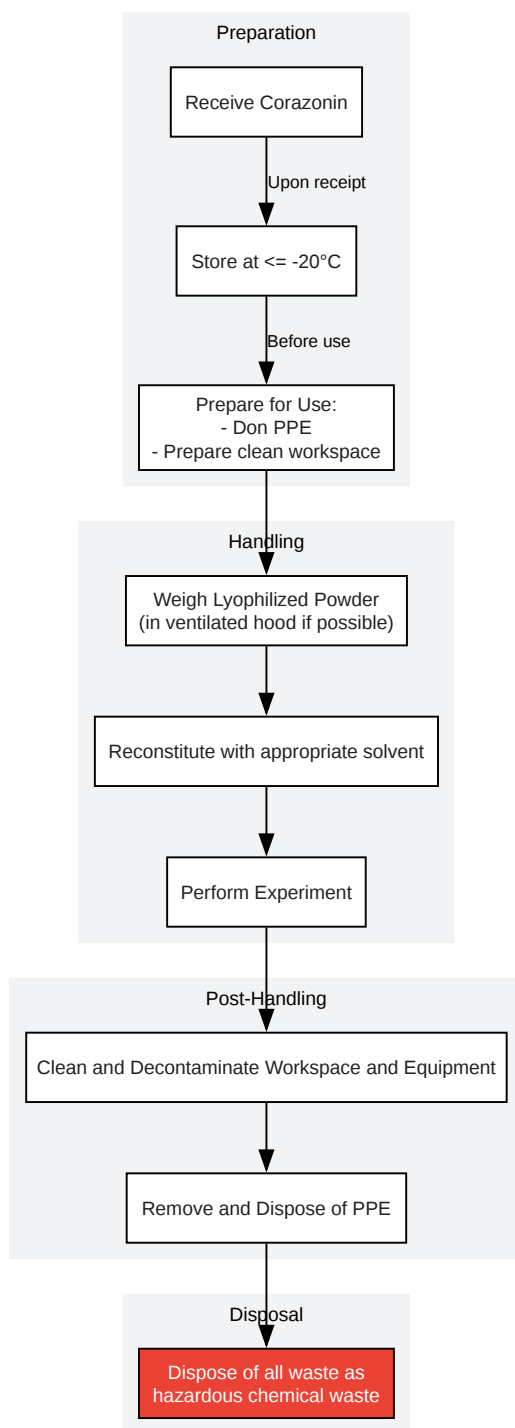 Preparation
Receive Corazonin
Upon receipt
Store at <= -20°C
Before use
Prepare for Use:
- Don PPE
- Prepare clean workspace
Handling
Weigh Lyophilized Powder
(in ventilated hood if possible)
Reconstitute with appropriate solvent
Perform Experiment
Post-Handling
Clean and Decontaminate Workspace and Equipment
Remove and Dispose of PPE
Disposal
Dispose of all waste as
hazardous chemical waste